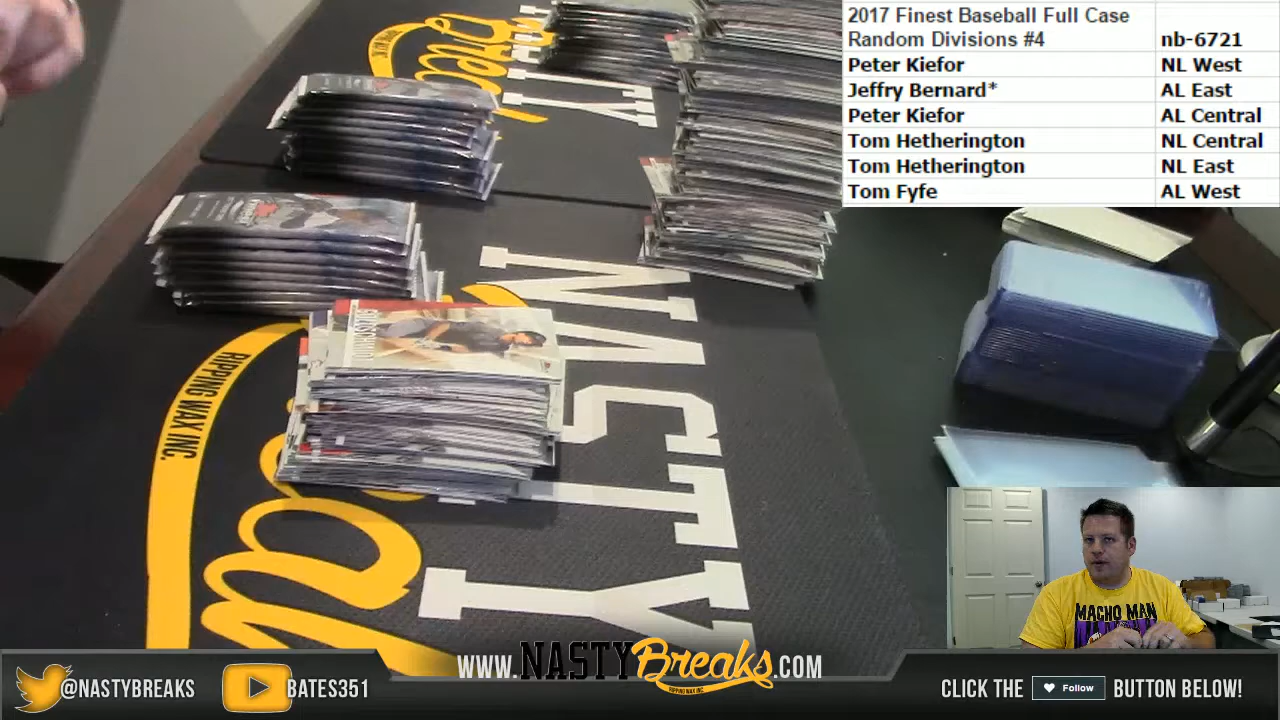 2017 Finest Baseball Full Case
Random Divisions #4 nb-6721
Peter Kiefor NL West
Jeffry Bernard* AL East
Peter Kiefor AL Central
Tom Hetherington NL Central
Tom Hetherington NL East
Tom Fyfe AL West
NASTY
RIPPING WAX INC.
MACHO MAN
WWW.NASTYBreaks.COM
RIPPING WAX INC.
@NASTYBREAKS
BATES351
CLICK THE Follow BUTTON BELOW!